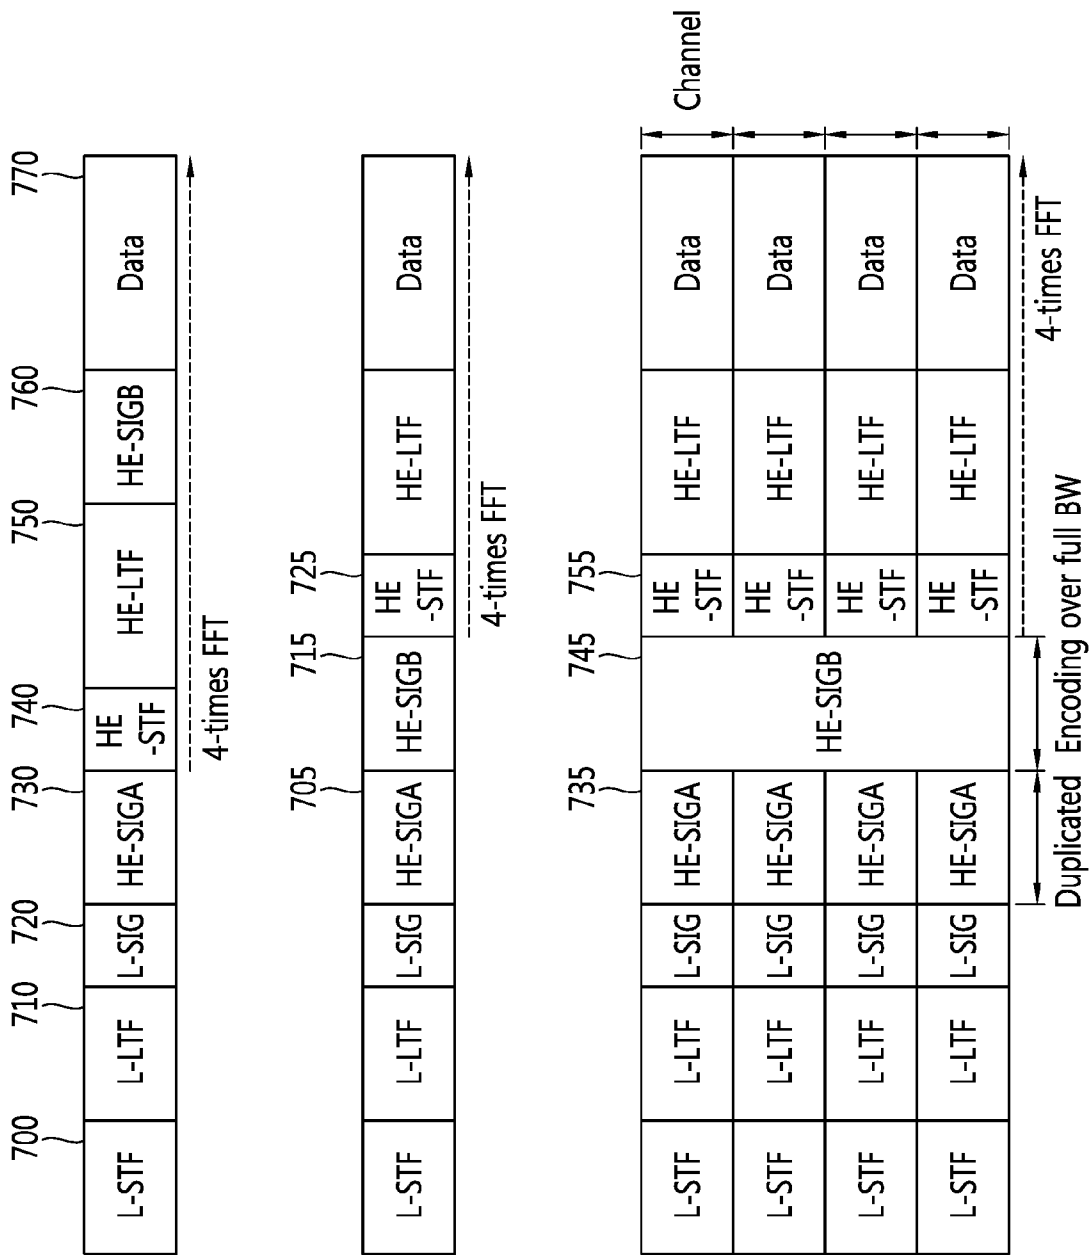 700
710
720
730
740
750
760
770
L-STF
L-LTF
L-SIG
HE-SIGA
HE
-STF
HE-LTF
HE-SIGB
Data
4-times FFT
705
715
725
L-STF
L-LTF
L-SIG
HE-SIGA
HE-SIGB
HE
-STF
HE-LTF
Data
4-times FFT
735
745
755
Channel
L-STF
L-LTF
L-SIG
HE-SIGA
HE
-STF
HE-LTF
Data
L-STF
L-LTF
L-SIG
HE-SIGA
HE
-STF
HE-LTF
Data
HE-SIGB
L-STF
L-LTF
L-SIG
HE-SIGA
HE
-STF
HE-LTF
Data
L-STF
L-LTF
L-SIG
HE-SIGA
HE
-STF
HE-LTF
Data
4-times FFT
Duplicated
Encoding over full BW